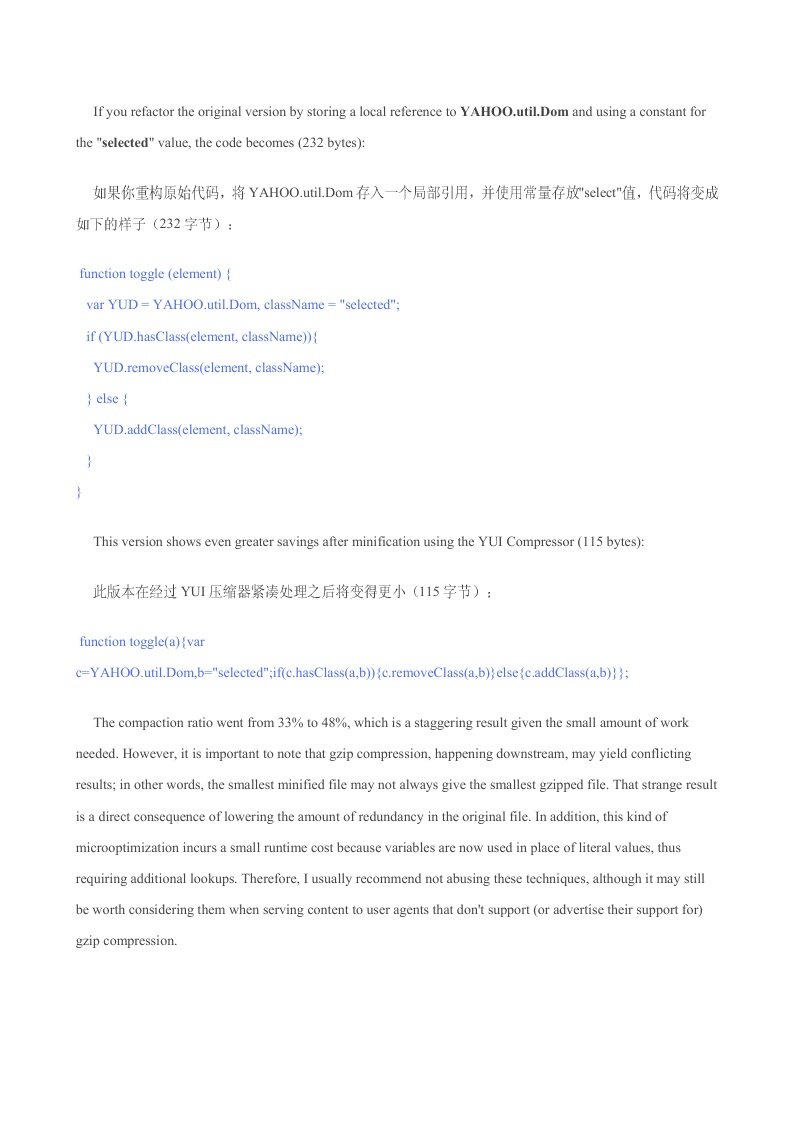 If you refactor the original version by storing a local reference to YAHOO.util.Dom and using a constant for
the "selected" value, the code becomes (232 bytes):
如果你重构原始代码，将 YAHOO.util.Dom 存入一个局部引用，并使用常量存放"select"值，代码将变成
如下的样子（232 字节）：
function toggle (element) {
var YUD = YAHOO.util.Dom, className = "selected";
if (YUD.hasClass(element, className)){
YUD.removeClass(element, className);
} else {
YUD.addClass(element, className);
}
}
This version shows even greater savings after minification using the YUI Compressor (115 bytes):
此版本在经过 YUI 压缩器紧凑处理之后将变得更小（115 字节）：
function toggle(a){var
c=YAHOO.util.Dom,b="selected";if(c.hasClass(a,b)){c.removeClass(a,b)}else{c.addClass(a,b)}};
The compaction ratio went from 33% to 48%, which is a staggering result given the small amount of work
needed. However, it is important to note that gzip compression, happening downstream, may yield conflicting
results; in other words, the smallest minified file may not always give the smallest gzipped file. That strange result
is a direct consequence of lowering the amount of redundancy in the original file. In addition, this kind of
microoptimization incurs a small runtime cost because variables are now used in place of literal values, thus
requiring additional lookups. Therefore, I usually recommend not abusing these techniques, although it may still
be worth considering them when serving content to user agents that don't support (or advertise their support for)
gzip compression.